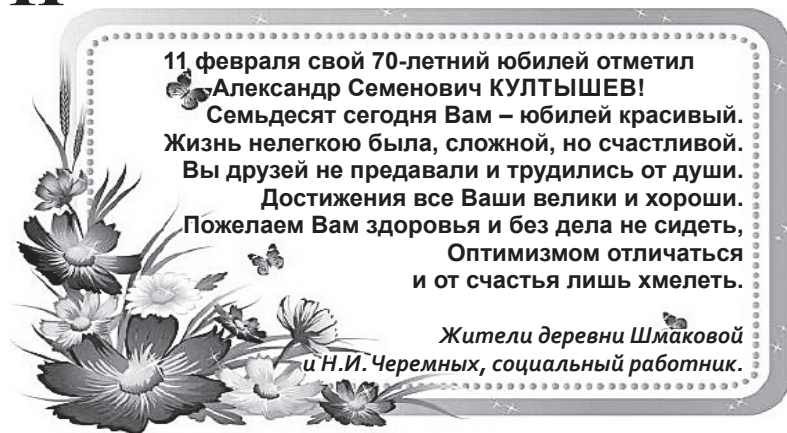 11 февраля свой 70-летний юбилей отметил
Александр Семенович КУЛТЫШЕВ!
Семьдесят сегодня Вам – юбилей красивый.
Жизнь нелегкою была, сложной, но счастливой.
Вы друзей не предавали и трудились от души.
Достижения все Ваши велики и хороши.
Пожелаем Вам здоровья и без дела не сидеть,
Оптимизмом отличаться
и от счастья лишь хмелеть.
Жители деревни Шмаковой
и Н.И. Черемных, социальный работник.